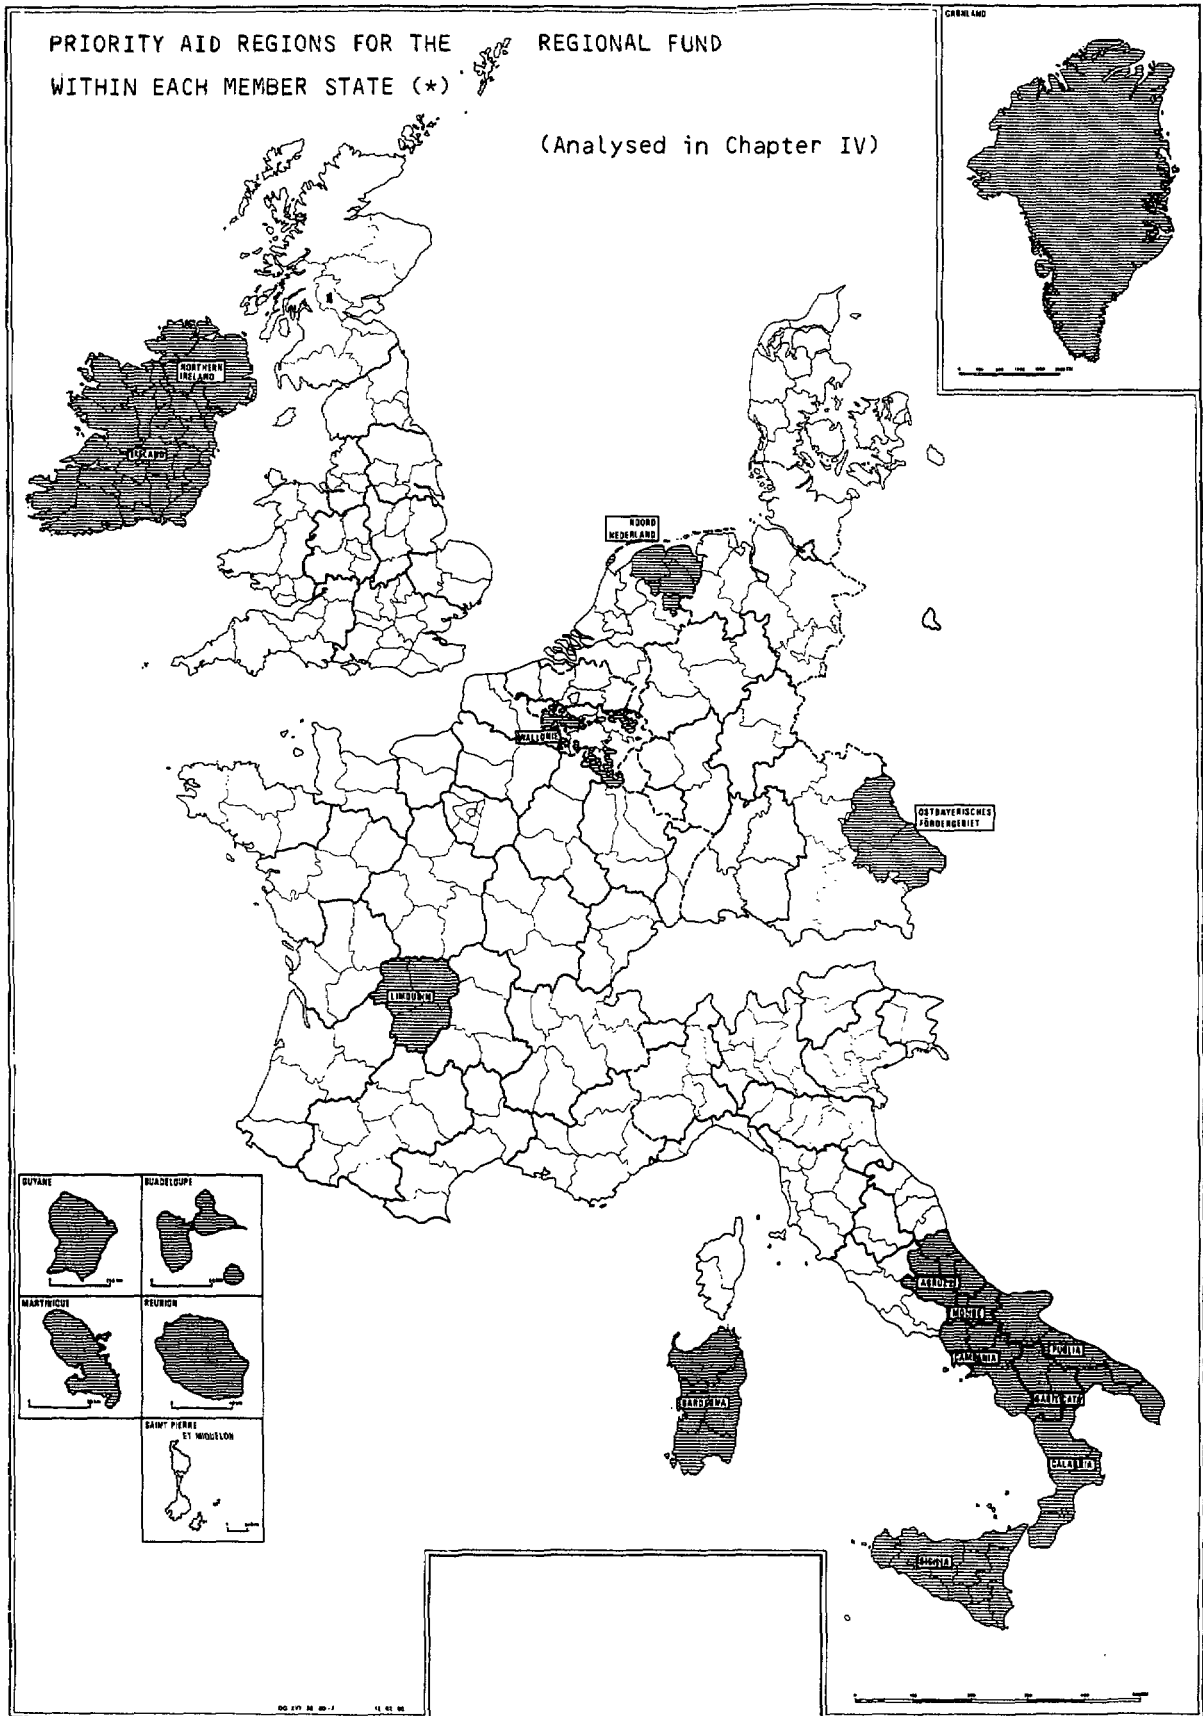 PRIORITY AID REGIONS FOR THE REGIONAL FUND
WITHIN EACH MEMBER STATE (*)
(Analysed in Chapter IV)
GRØNLAND
NORTHERN
IRELAND
IRELAND
NOORD
NEDERLAND
WALLONIE
OSTBAYERISCHES
FÖRDERGEBIET
LIMOUSIN
GUYANE
GUADELOUPE
MARTINIQUE
REUNION
SAINT PIERRE
ET MIQUELON
ABRUZZI
MOLISE
CAMPANIA
PUGLIA
BASILICATA
SARDEGNA
CALABRIA
SICILIA